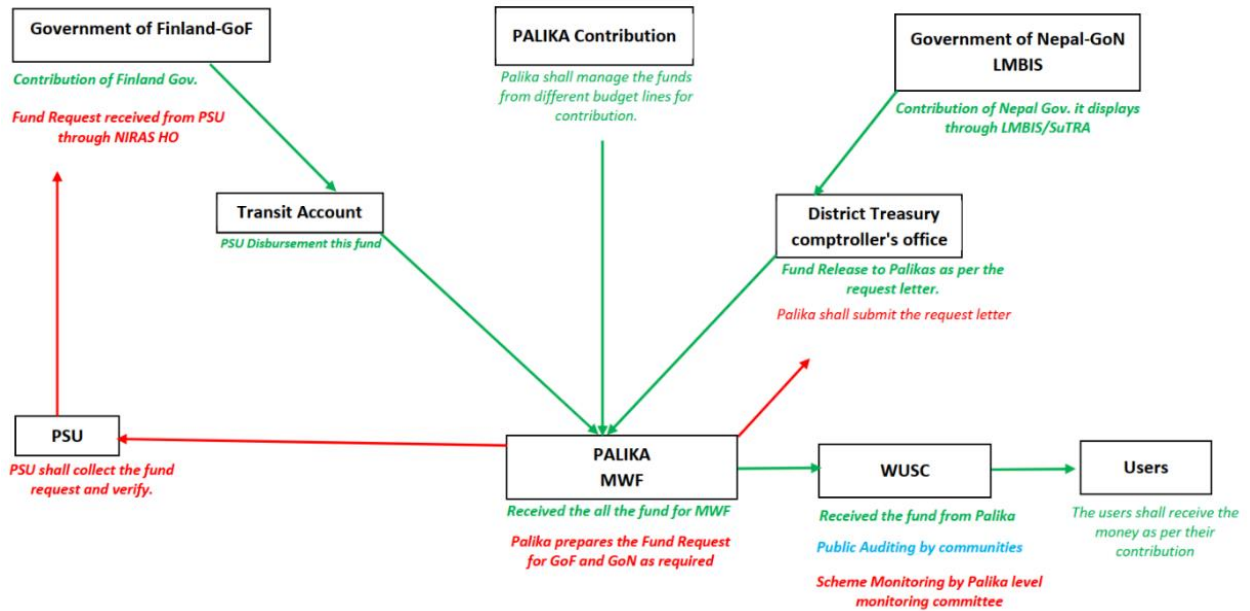 Government of Finland-GoF
Contribution of Finland Gov.
Fund Request received from PSU
through NIRAS HO
PALIKA Contribution
Palika shall manage the funds
from different budget lines for
contribution.
Government of Nepal-GoN
LMBIS
Contribution of Nepal Gov. it displays
through LMBIS/SuTRA
Transit Account
PSU Disbursement this fund
District Treasury
comptroller's office
Fund Release to Palikas as per the
request letter.
Palika shall submit the request letter
PSU
PSU shall collect the fund
request and verify.
PALIKA
MWF
Received the all the fund for MWF
Palika prepares the Fund Request
for GoF and GoN as required
WUSC
Received the fund from Palika
Public Auditing by communities
Scheme Monitoring by Palika level
monitoring committee
Users
The users shall receive the
money as per their
contribution